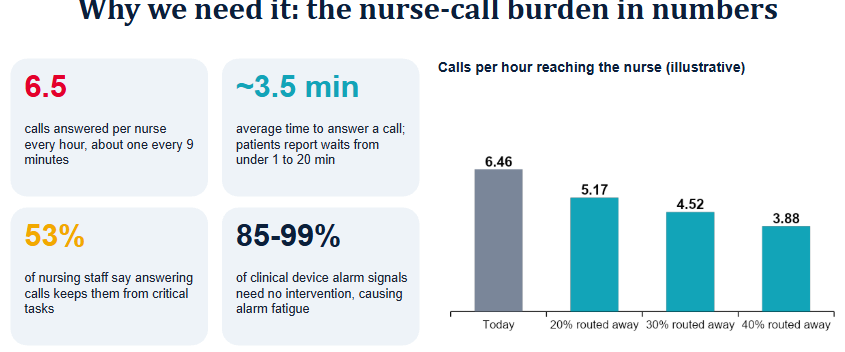 Why we need it: the nurse-call burden in numbers
6.5
calls answered per nurse
every hour, about one every 9
minutes
~3.5 min
average time to answer a call;
patients report waits from
under 1 to 20 min
53%
of nursing staff say answering
calls keeps them from critical
tasks
85-99%
of clinical device alarm signals
need no intervention, causing
alarm fatigue
Calls per hour reaching the nurse (illustrative)
6.46
5.17
4.52
3.88
Today
20% routed away
30% routed away
40% routed away